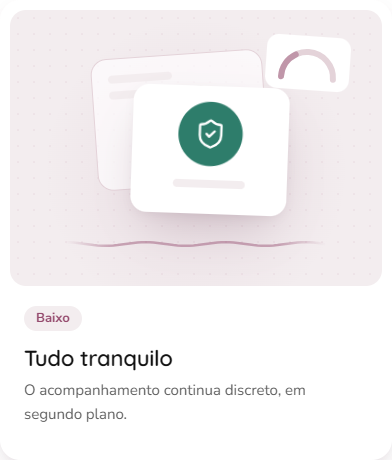 Baixo
Tudo tranquilo
O acompanhamento continua discreto, em
segundo plano.